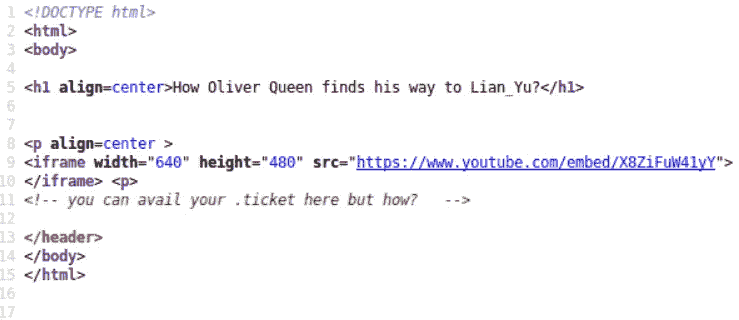 1 <!DOCTYPE html>
2 <html>
3 <body>
4
5 <h1 align=center>How Oliver Queen finds his way to Lian_Yu?</h1>
6
7
8 <p align=center >
9 <iframe width="640" height="480" src="https://www.youtube.com/embed/X8ZiFuW41yY">
10 </iframe> <p>
11 <!-- you can avail your .ticket here but how?   -->
12
13 </header>
14 </body>
15 </html>
16
17